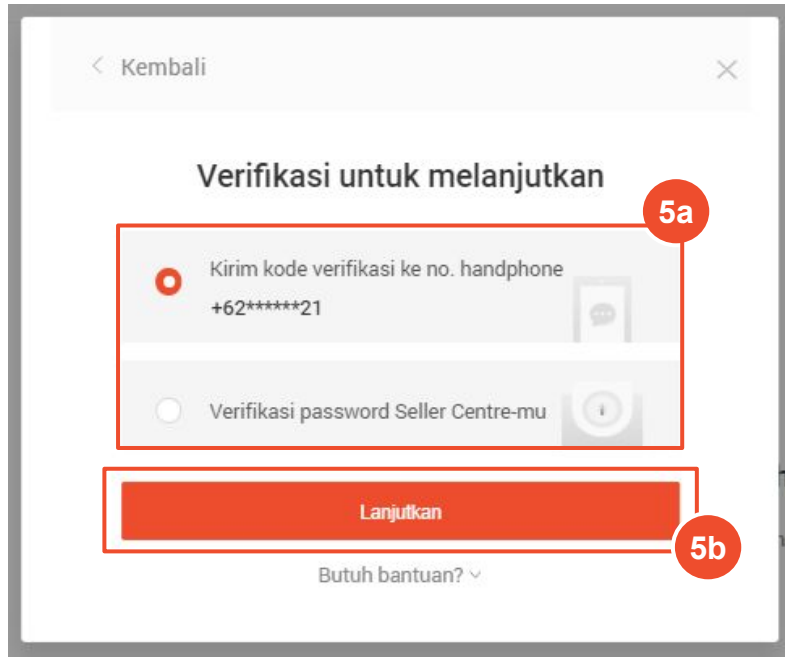 Kembali
Verifikasi untuk melanjutkan
5a
Kirim kode verifikasi ke no. handphone
+62******21
Verifikasi password Seller Centre-mu
Lanjutkan
5b
Butuh bantuan?